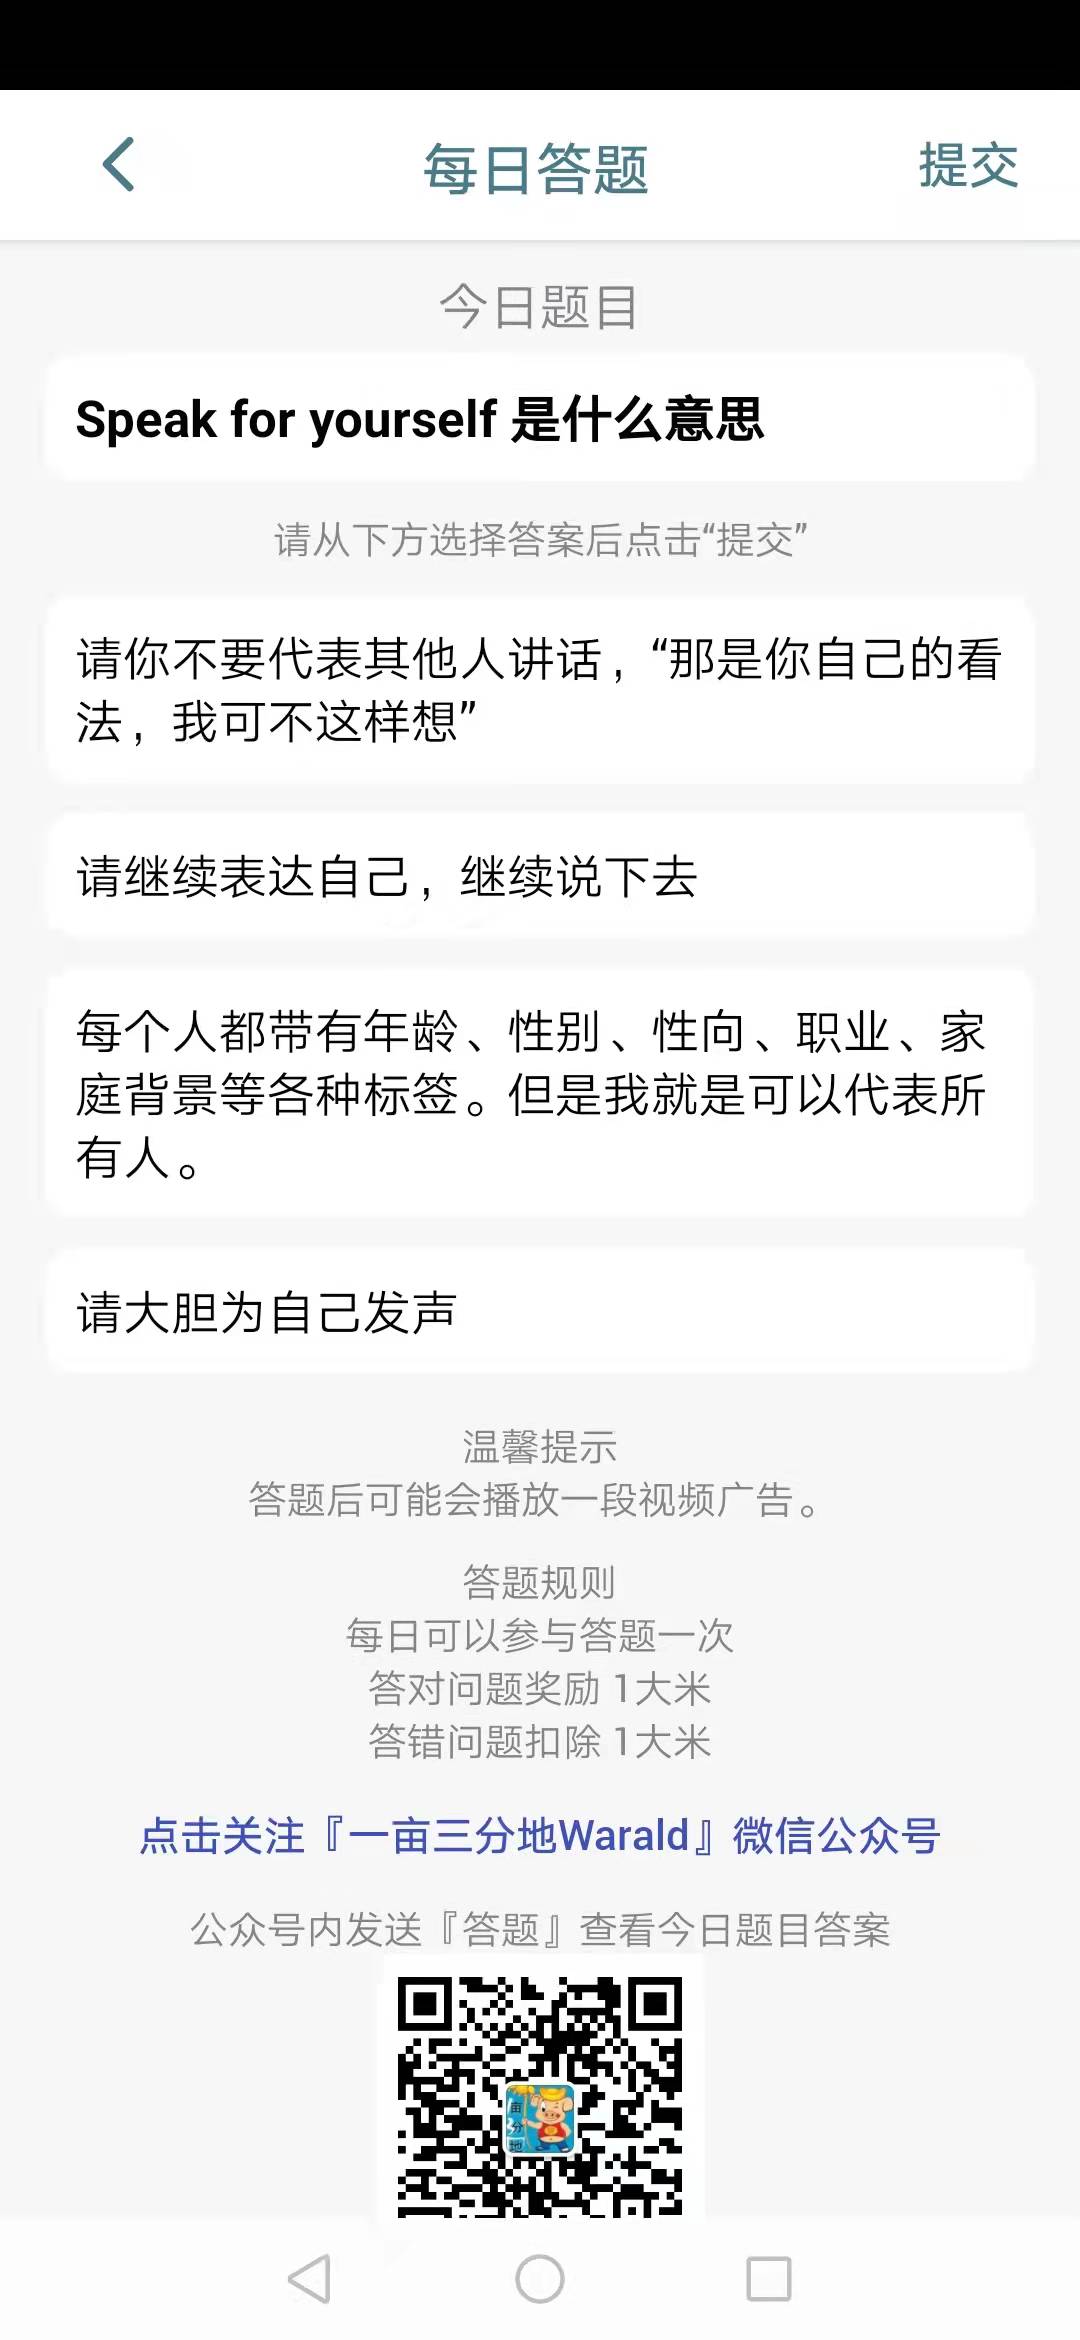 每日答题
提交
今日题目
Speak for yourself 是什么意思
请从下方选择答案后点击“提交”
请你不要代表其他人讲话，“那是你自己的看
法，我可不这样想”
请继续表达自己，继续说下去
每个人都带有年龄、性别、性向、职业、家
庭背景等各种标签。但是我就是可以代表所
有人。
请大胆为自己发声
温馨提示
答题后可能会播放一段视频广告。
答题规则
每日可以参与答题一次
答对问题奖励 1大米
答错问题扣除 1大米
点击关注『一亩三分地Warald』微信公众号
公众号内发送『答题』查看今日题目答案
亩
分
地